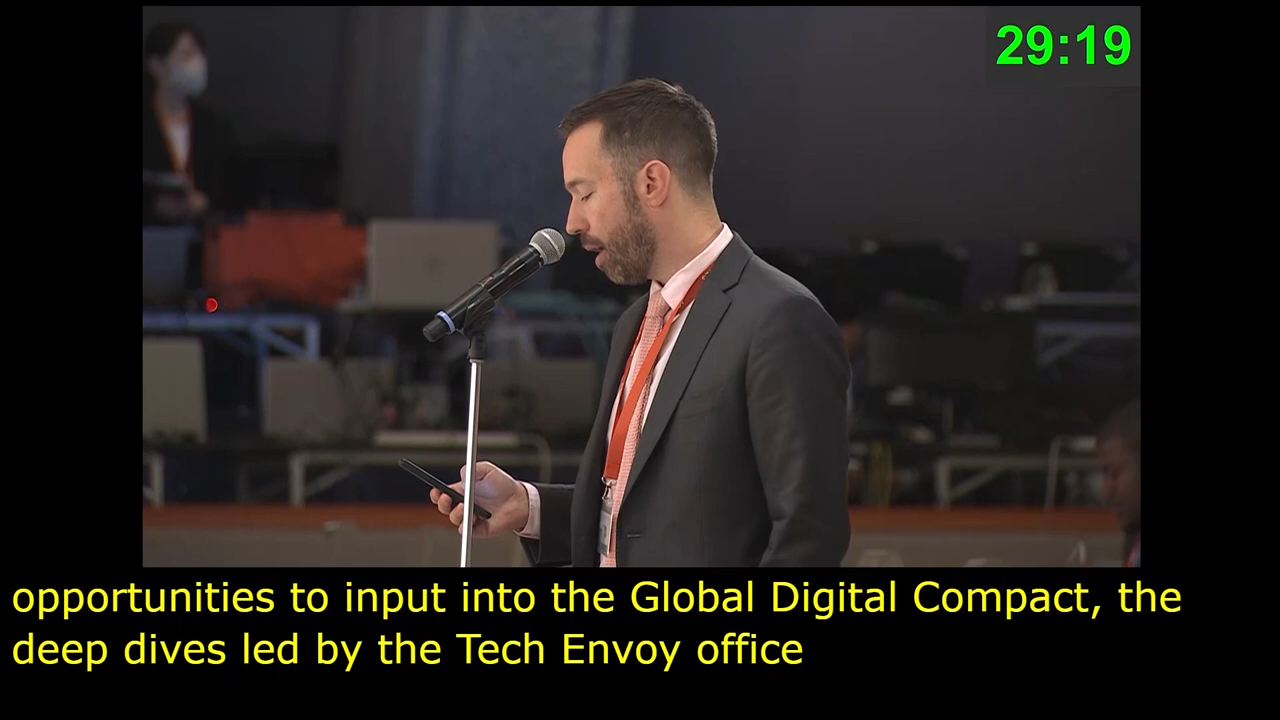 29:19
opportunities to input into the Global Digital Compact, the
deep dives led by the Tech Envoy office